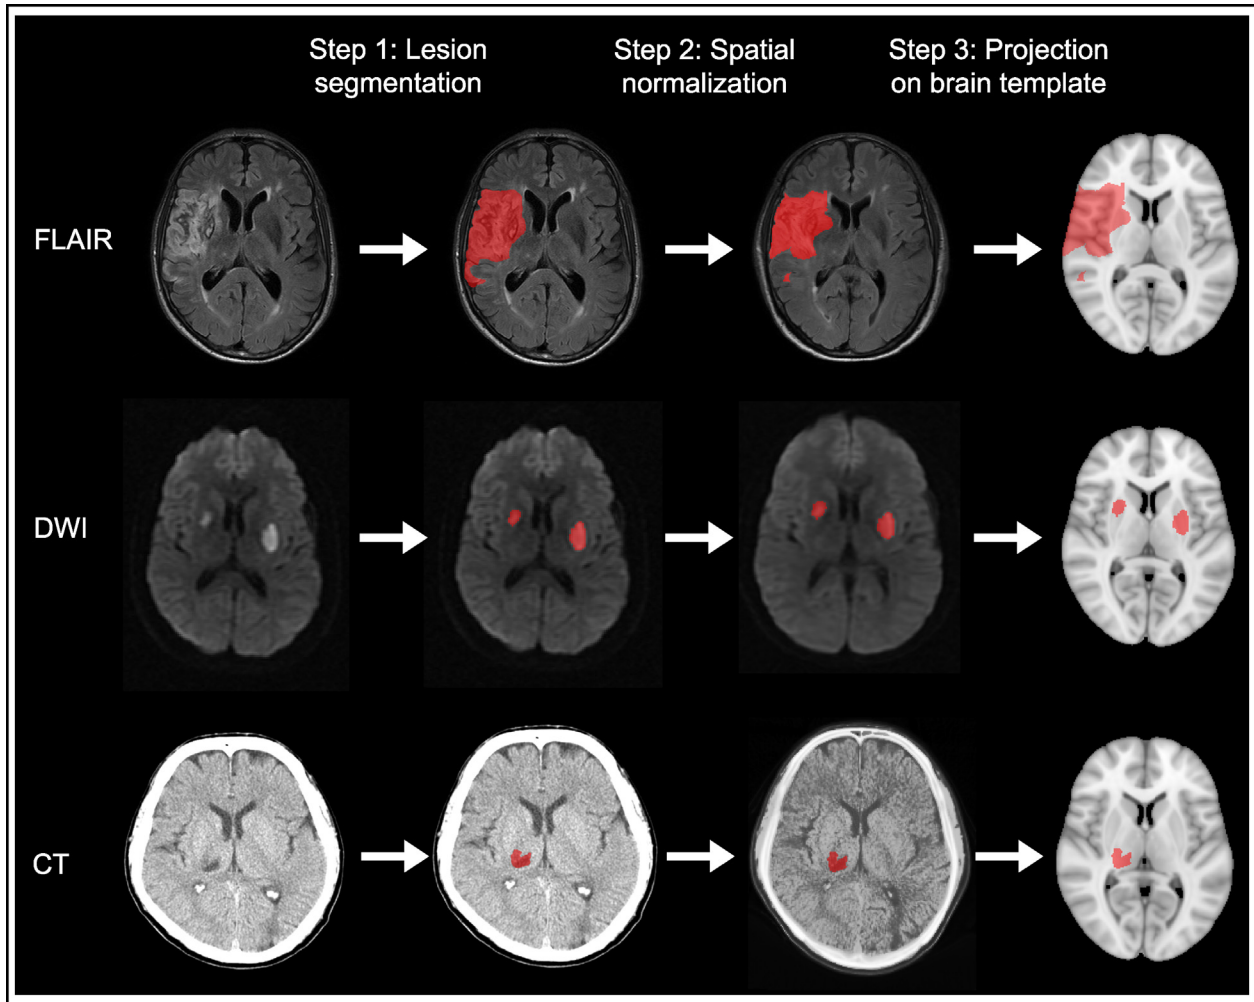 Step 1: Lesion
segmentation
Step 2: Spatial
normalization
Step 3: Projection
on brain template
FLAIR
DWI
CT